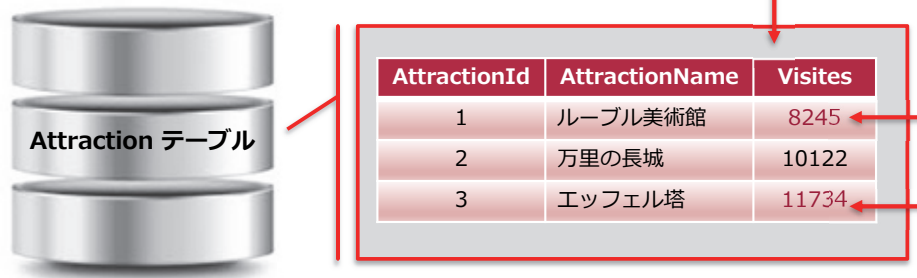 Attraction テーブル
AttractionId AttractionName Visites
1 ルーブル美術館 8245
2 万里の長城 10122
3 エッフェル塔 11734